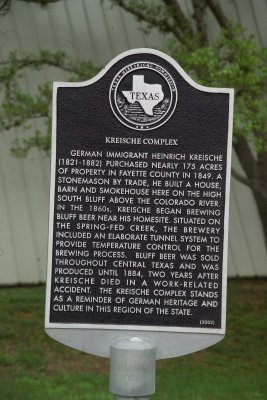 TEXAS HISTORICAL COMMISSION
TEXAS
KREISCHE COMPLEX
GERMAN IMMIGRANT HEINRICH KREISCHE
(1821-1882) PURCHASED NEARLY 175 ACRES
OF PROPERTY IN FAYETTE COUNTY IN 1849. A
STONEMASON BY TRADE, HE BUILT A HOUSE,
BARN AND SMOKEHOUSE HERE ON THE HIGH
SOUTH BLUFF ABOVE THE COLORADO RIVER.
IN THE 1860s, KREISCHE BEGAN BREWING
BLUFF BEER NEAR HIS HOMESITE. SITUATED ON
THE SPRING-FED CREEK, THE BREWERY
INCLUDED AN ELABORATE TUNNEL SYSTEM TO
PROVIDE TEMPERATURE CONTROL FOR THE
BREWING PROCESS. BLUFF BEER WAS SOLD
THROUGHOUT CENTRAL TEXAS AND WAS
PRODUCED UNTIL 1884, TWO YEARS AFTER
KREISCHE DIED IN A WORK-RELATED
ACCIDENT. THE KREISCHE COMPLEX STANDS
AS A REMINDER OF GERMAN HERITAGE AND
CULTURE IN THIS REGION OF THE STATE.
(2002)